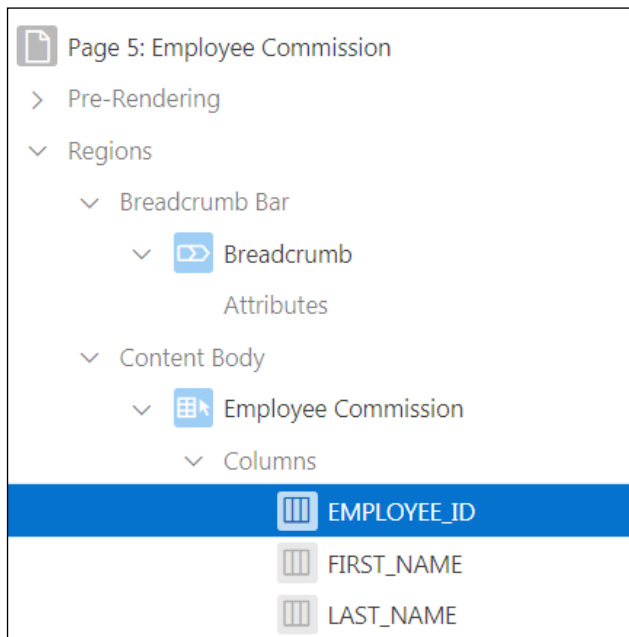 Page 5: Employee Commission
Pre-Rendering
Regions
Breadcrumb Bar
Breadcrumb
Attributes
Content Body
Employee Commission
Columns
EMPLOYEE_ID
FIRST_NAME
LAST_NAME